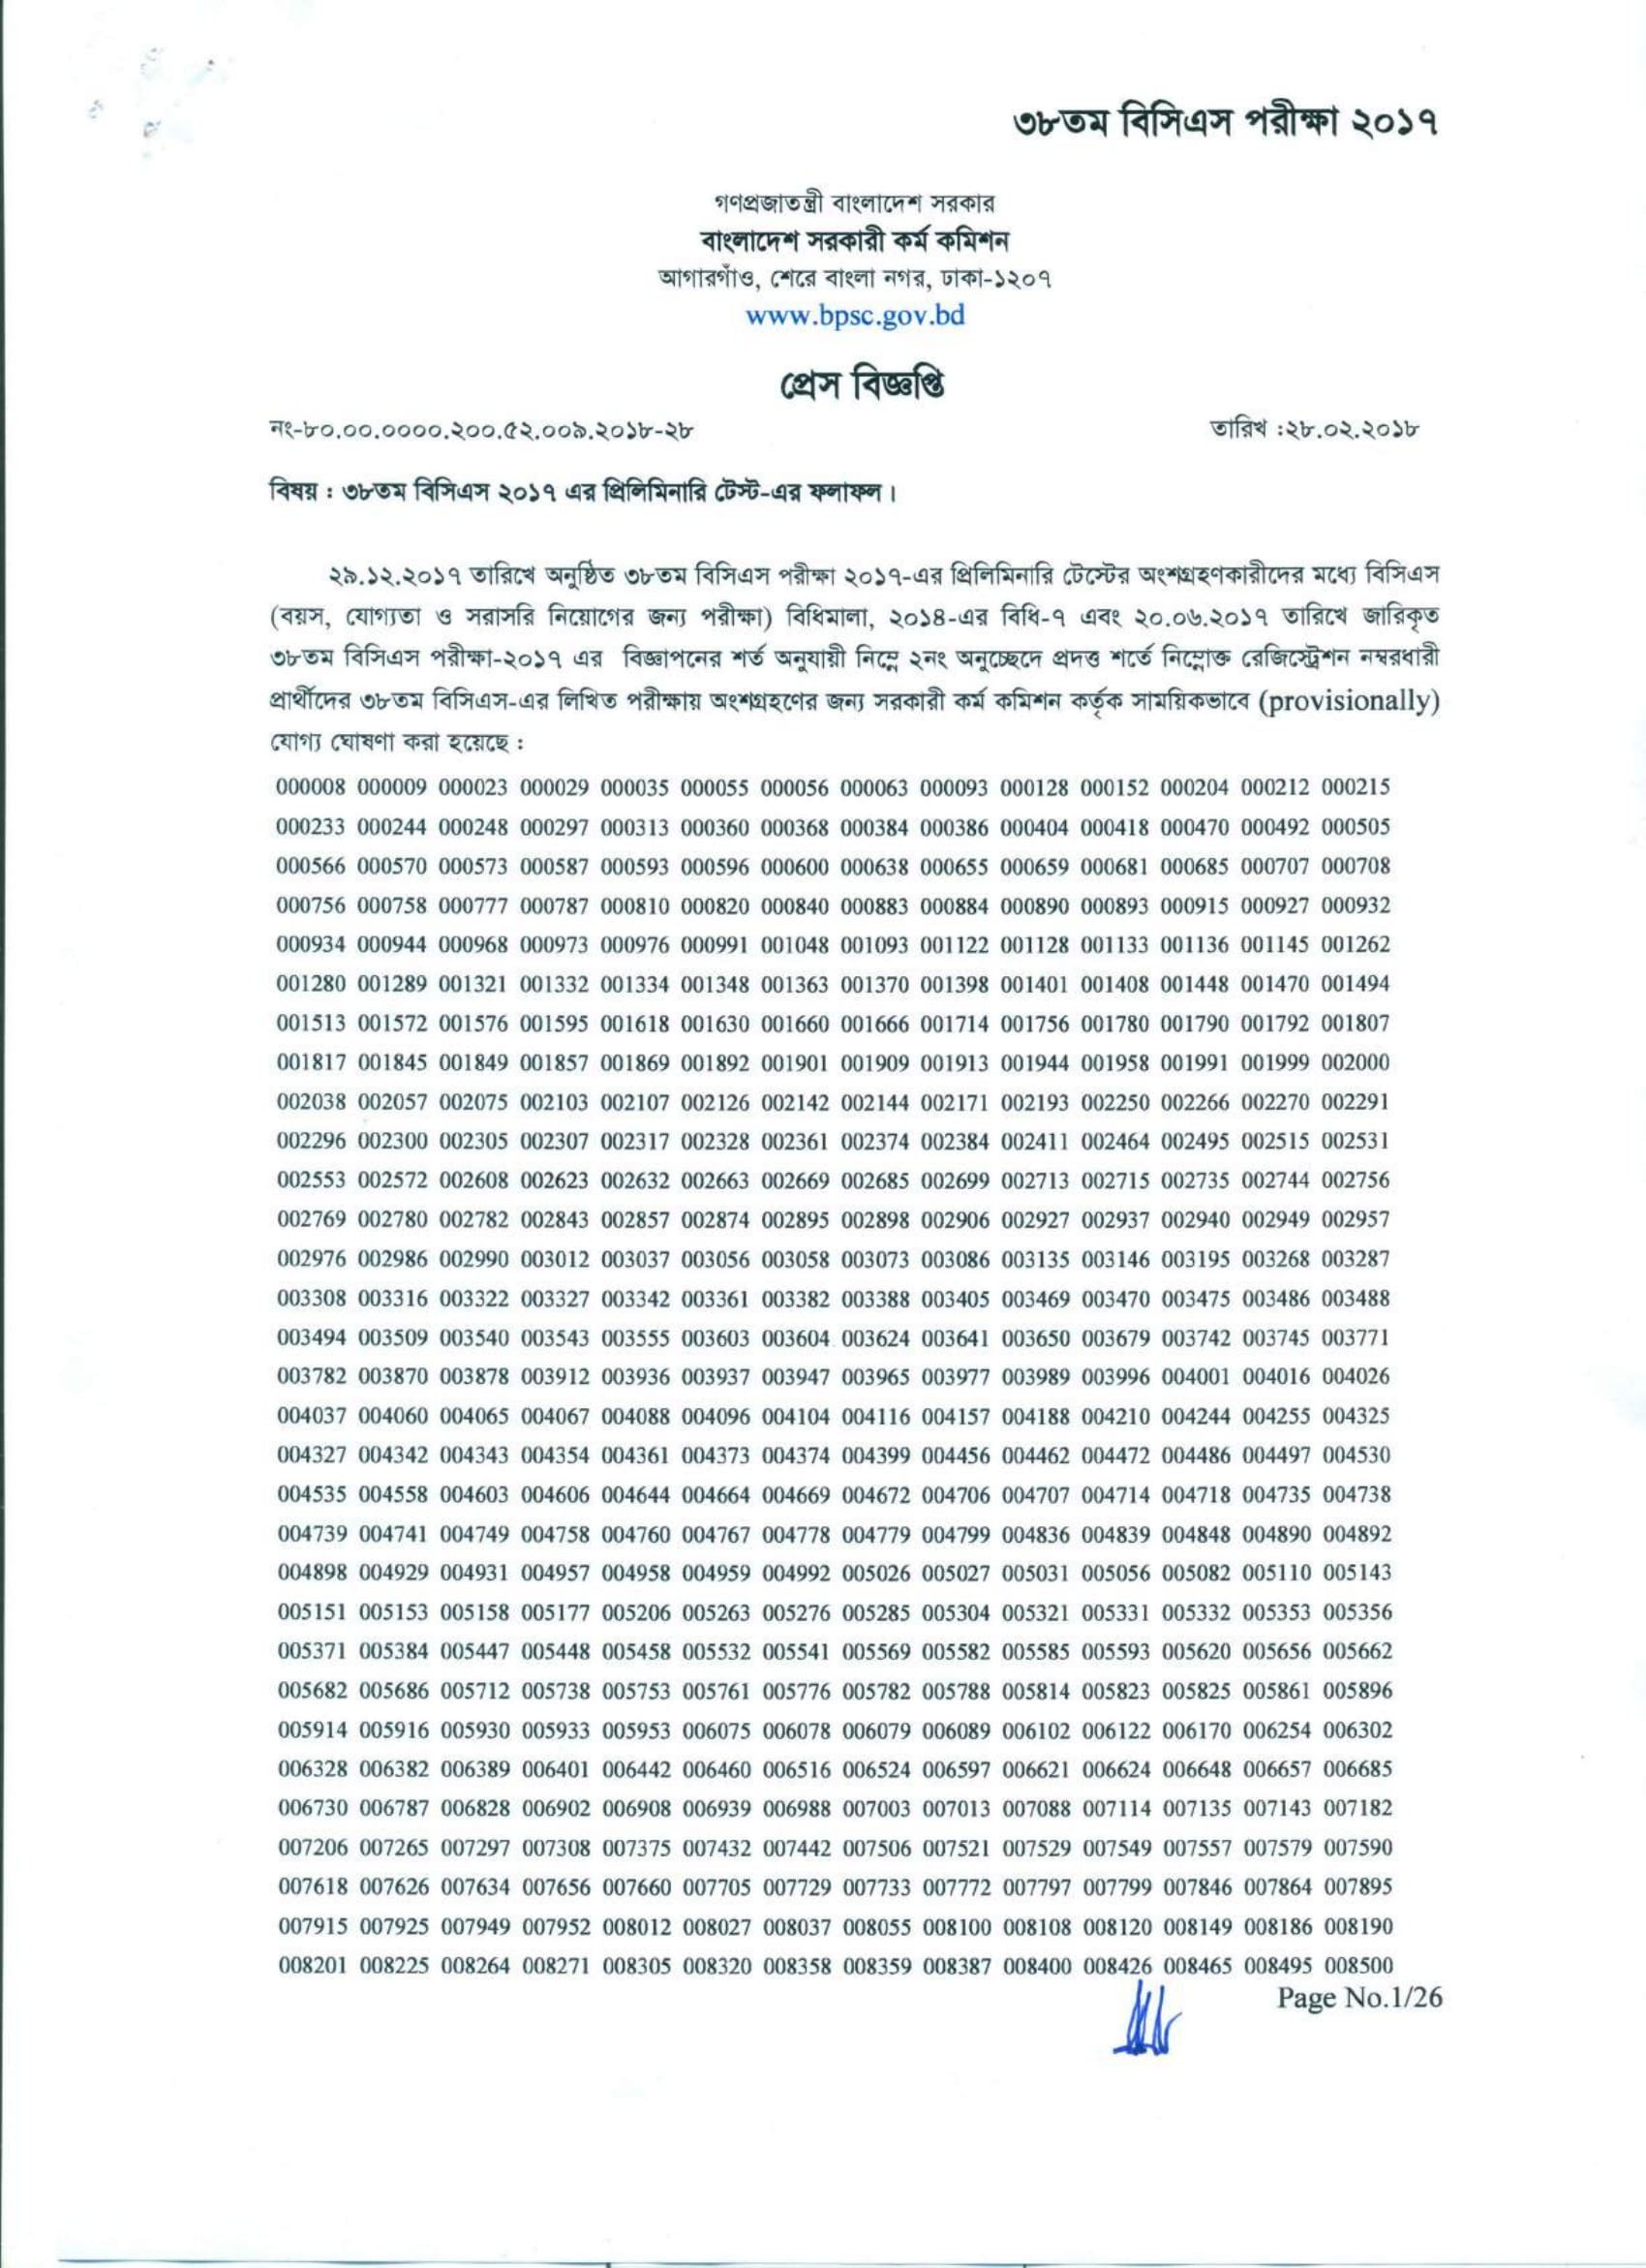 ৩৮তম বিসিএস পরীক্ষা ২০১৭
গণপ্রজাতন্ত্রী বাংলাদেশ সরকার
বাংলাদেশ সরকারী কর্ম কমিশন
আগারগাঁও, শেরে বাংলা নগর, ঢাকা-১২০৭
www.bpsc.gov.bd
প্রেস বিজ্ঞপ্তি
নং-৮০.০০.০০০০.২০০.৫২.০০৯.২০১৮-২৮ তারিখ :২৮.০২.২০১৮
বিষয় : ৩৮তম বিসিএস ২০১৭ এর প্রিলিমিনারি টেস্ট-এর ফলাফল।
২৯.১২.২০১৭ তারিখে অনুষ্ঠিত ৩৮তম বিসিএস পরীক্ষা ২০১৭-এর প্রিলিমিনারি টেস্টের অংশগ্রহণকারীদের মধ্যে বিসিএস
(বয়স, যোগ্যতা ও সরাসরি নিয়োগের জন্য পরীক্ষা) বিধিমালা, ২০১৪-এর বিধি-৭ এবং ২০.০৬.২০১৭ তারিখে জারিকৃত
৩৮তম বিসিএস পরীক্ষা-২০১৭ এর বিজ্ঞাপনের শর্ত অনুযায়ী নিম্নে ২নং অনুচ্ছেদে প্রদত্ত শর্তে নিম্নোক্ত রেজিস্ট্রেশন নম্বরধারী
প্রার্থীদের ৩৮তম বিসিএস-এর লিখিত পরীক্ষায় অংশগ্রহণের জন্য সরকারী কর্ম কমিশন কর্তৃক সাময়িকভাবে (provisionally)
যোগ্য ঘোষণা করা হয়েছে :
000008 000009 000023 000029 000035 000055 000056 000063 000093 000128 000152 000204 000212 000215
000233 000244 000248 000297 000313 000360 000368 000384 000386 000404 000418 000470 000492 000505
000566 000570 000573 000587 000593 000596 000600 000638 000655 000659 000681 000685 000707 000708
000756 000758 000777 000787 000810 000820 000840 000883 000884 000890 000893 000915 000927 000932
000934 000944 000968 000973 000976 000991 001048 001093 001122 001128 001133 001136 001145 001262
001280 001289 001321 001332 001334 001348 001363 001370 001398 001401 001408 001448 001470 001494
001513 001572 001576 001595 001618 001630 001660 001666 001714 001756 001780 001790 001792 001807
001817 001845 001849 001857 001869 001892 001901 001909 001913 001944 001958 001991 001999 002000
002038 002057 002075 002103 002107 002126 002142 002144 002171 002193 002250 002266 002270 002291
002296 002300 002305 002307 002317 002328 002361 002374 002384 002411 002464 002495 002515 002531
002553 002572 002608 002623 002632 002663 002669 002685 002699 002713 002715 002735 002744 002756
002769 002780 002782 002843 002857 002874 002895 002898 002906 002927 002937 002940 002949 002957
002976 002986 002990 003012 003037 003056 003058 003073 003086 003135 003146 003195 003268 003287
003308 003316 003322 003327 003342 003361 003382 003388 003405 003469 003470 003475 003486 003488
003494 003509 003540 003543 003555 003603 003604 003624 003641 003650 003679 003742 003745 003771
003782 003870 003878 003912 003936 003937 003947 003965 003977 003989 003996 004001 004016 004026
004037 004060 004065 004067 004088 004096 004104 004116 004157 004188 004210 004244 004255 004325
004327 004342 004343 004354 004361 004373 004374 004399 004456 004462 004472 004486 004497 004530
004535 004558 004603 004606 004644 004664 004669 004672 004706 004707 004714 004718 004735 004738
004739 004741 004749 004758 004760 004767 004778 004779 004799 004836 004839 004848 004890 004892
004898 004929 004931 004957 004958 004959 004992 005026 005027 005031 005056 005082 005110 005143
005151 005153 005158 005177 005206 005263 005276 005285 005304 005321 005331 005332 005353 005356
005371 005384 005447 005448 005458 005532 005541 005569 005582 005585 005593 005620 005656 005662
005682 005686 005712 005738 005753 005761 005776 005782 005788 005814 005823 005825 005861 005896
005914 005916 005930 005933 005953 006075 006078 006079 006089 006102 006122 006170 006254 006302
006328 006382 006389 006401 006442 006460 006516 006524 006597 006621 006624 006648 006657 006685
006730 006787 006828 006902 006908 006939 006988 007003 007013 007088 007114 007135 007143 007182
007206 007265 007297 007308 007375 007432 007442 007506 007521 007529 007549 007557 007579 007590
007618 007626 007634 007656 007660 007705 007729 007733 007772 007797 007799 007846 007864 007895
007915 007925 007949 007952 008012 008027 008037 008055 008100 008108 008120 008149 008186 008190
008201 008225 008264 008271 008305 008320 008358 008359 008387 008400 008426 008465 008495 008500
Page No.1/26